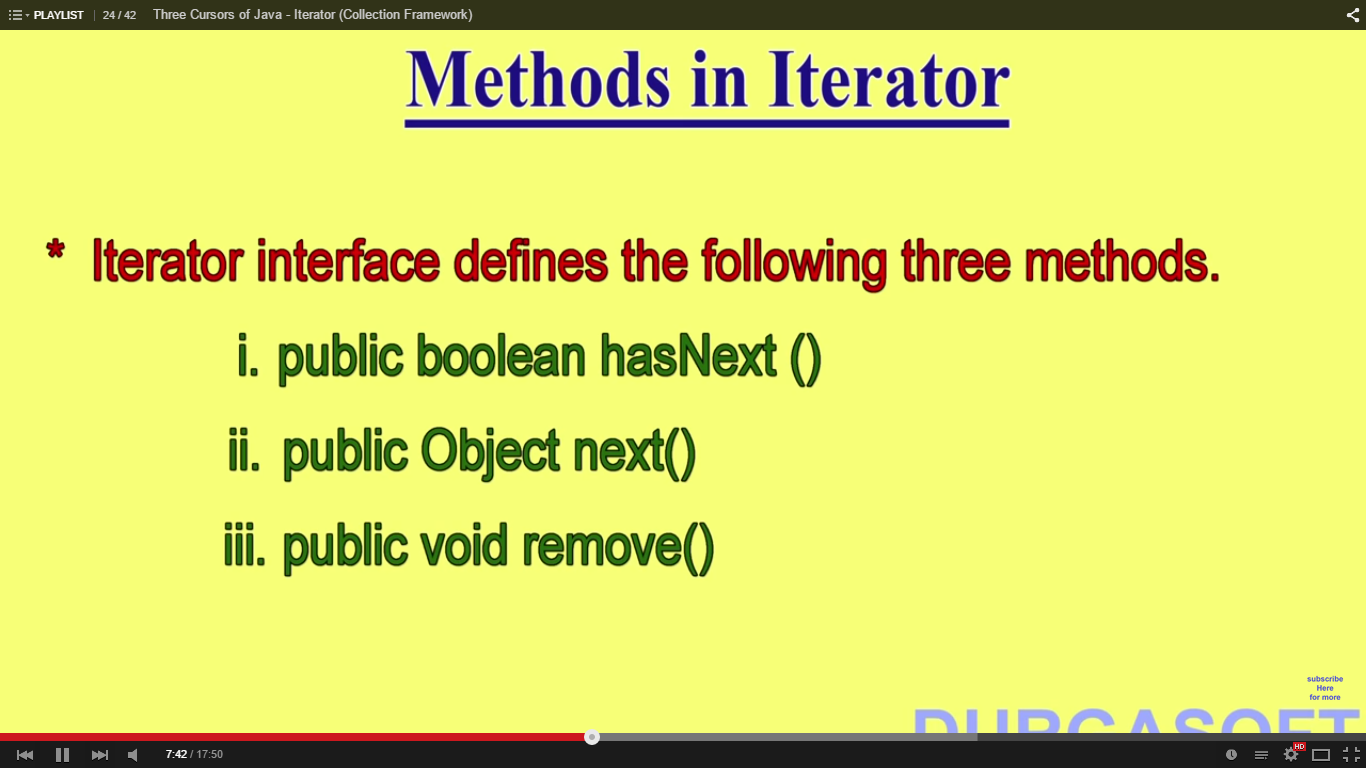 PLAYLIST | 24 / 42 Three Cursors of Java - Iterator (Collection Framework)
Methods in Iterator
* Iterator interface defines the following three methods.
i. public boolean hasNext ()
ii. public Object next()
iii. public void remove()
subscribe
Here
for more
DURGASOFT
7:42 / 17:50
HD